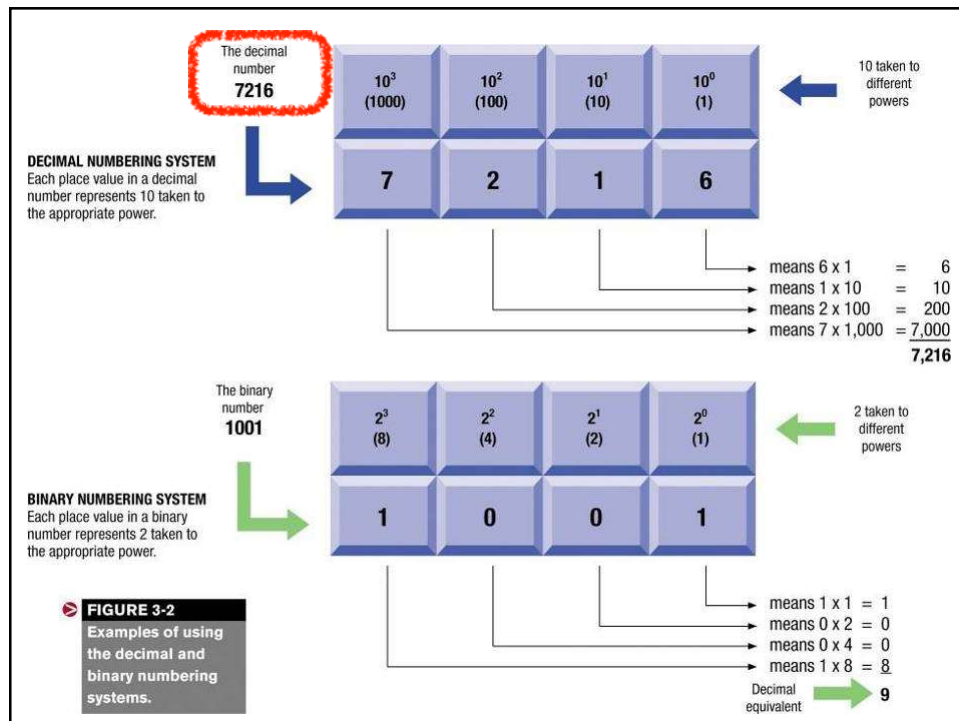 The decimal
number
7216
10³
(1000)
10²
(100)
10¹
(10)
10⁰
(1)
10 taken to
different
powers
DECIMAL NUMBERING SYSTEM
Each place value in a decimal
number represents 10 taken to
the appropriate power.
7 2 1 6
means 6 x 1 = 6
means 1 x 10 = 10
means 2 x 100 = 200
means 7 x 1,000 = 7,000
7,216
The binary
number
1001
2³
(8)
2²
(4)
2¹
(2)
2⁰
(1)
2 taken to
different
powers
BINARY NUMBERING SYSTEM
Each place value in a binary
number represents 2 taken to
the appropriate power.
1 0 0 1
means 1 x 1 = 1
means 0 x 2 = 0
means 0 x 4 = 0
means 1 x 8 = 8
Decimal
equivalent
9
FIGURE 3-2
Examples of using
the decimal and
binary numbering
systems.